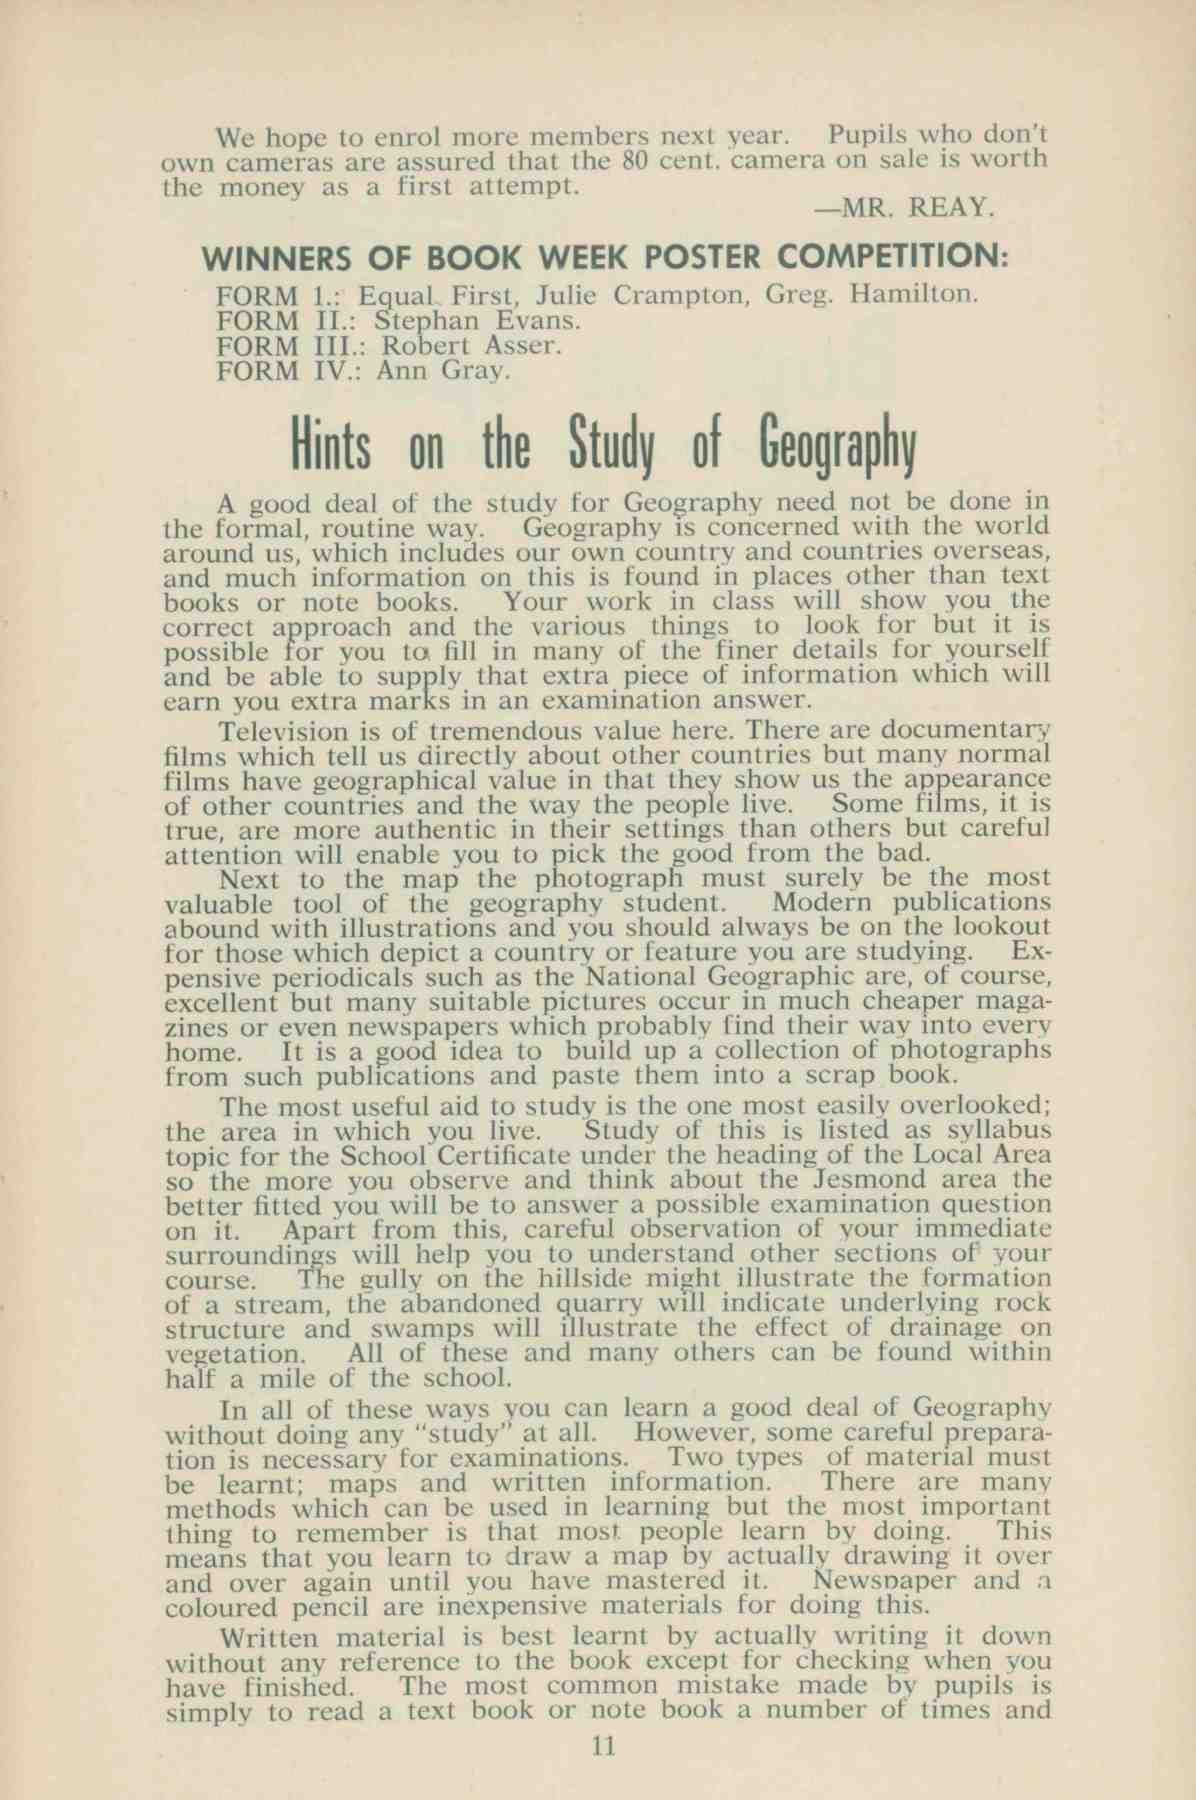 We hope to enrol more members next year. Pupils who don't
own cameras are assured that the 80 cent. camera on sale is worth
the money as a first attempt.
—MR. REAY.
WINNERS OF BOOK WEEK POSTER COMPETITION:
FORM 1.: Equal First, Julie Crampton, Greg. Hamilton.
FORM II.: Stephan Evans.
FORM III.: Robert Asser.
FORM IV.: Ann Gray.
Hints on the Study of Geography
A good deal of the study for Geography need not be done in
the formal, routine way. Geography is concerned with the world
around us, which includes our own country and countries overseas,
and much information on this is found in places other than text
books or note books. Your work in class will show you the
correct approach and the various things to look for but it is
possible for you to fill in many of the finer details for yourself
and be able to supply that extra piece of information which will
earn you extra marks in an examination answer.
Television is of tremendous value here. There are documentary
films which tell us directly about other countries but many normal
films have geographical value in that they show us the appearance
of other countries and the way the people live. Some films, it is
true, are more authentic in their settings than others but careful
attention will enable you to pick the good from the bad.
Next to the map the photograph must surely be the most
valuable tool of the geography student. Modern publications
abound with illustrations and you should always be on the lookout
for those which depict a country or feature you are studying. Ex-
pensive periodicals such as the National Geographic are, of course,
excellent but many suitable pictures occur in much cheaper maga-
zines or even newspapers which probably find their way into every
home. It is a good idea to build up a collection of photographs
from such publications and paste them into a scrap book.
The most useful aid to study is the one most easily overlooked;
the area in which you live. Study of this is listed as syllabus
topic for the School Certificate under the heading of the Local Area
so the more you observe and think about the Jesmond area the
better fitted you will be to answer a possible examination question
on it. Apart from this, careful observation of your immediate
surroundings will help you to understand other sections of your
course. The gully on the hillside might illustrate the formation
of a stream, the abandoned quarry will indicate underlying rock
structure and swamps will illustrate the effect of drainage on
vegetation. All of these and many others can be found within
half a mile of the school.
In all of these ways you can learn a good deal of Geography
without doing any "study" at all. However, some careful prepara-
tion is necessary for examinations. Two types of material must
be learnt; maps and written information. There are many
methods which can be used in learning but the most important
thing to remember is that most people learn by doing. This
means that you learn to draw a map by actually drawing it over
and over again until you have mastered it. Newspaper and a
coloured pencil are inexpensive materials for doing this.
Written material is best learnt by actually writing it down
without any reference to the book except for checking when you
have finished. The most common mistake made by pupils is
simply to read a text book or note book a number of times and
11